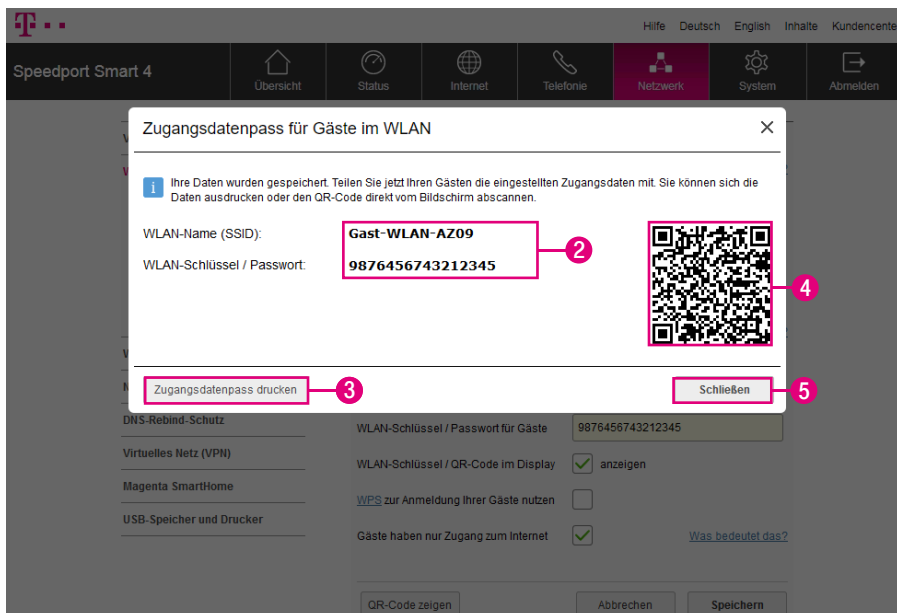 T
Hilfe Deutsch English Inhalte Kundencente
Speedport Smart 4
Übersicht Status Internet Telefonie Netzwerk System Abmelden
Zugangsdatenpass für Gäste im WLAN
i Ihre Daten wurden gespeichert. Teilen Sie jetzt Ihren Gästen die eingestellten Zugangsdaten mit. Sie können sich die
Daten ausdrucken oder den QR-Code direkt vom Bildschirm abscannen.
WLAN-Name (SSID): Gast-WLAN-AZ09
2
WLAN-Schlüssel / Passwort: 9876456743212345
4
Zugangsdatenpass drucken 3 Schließen 5
DNS-Rebind-Schutz
WLAN-Schlüssel / Passwort für Gäste 9876456743212345
Virtuelles Netz (VPN)
WLAN-Schlüssel / QR-Code im Display anzeigen
Magenta SmartHome
WPS zur Anmeldung Ihrer Gäste nutzen
USB-Speicher und Drucker
Gäste haben nur Zugang zum Internet Was bedeutet das?
QR-Code zeigen Abbrechen Speichern